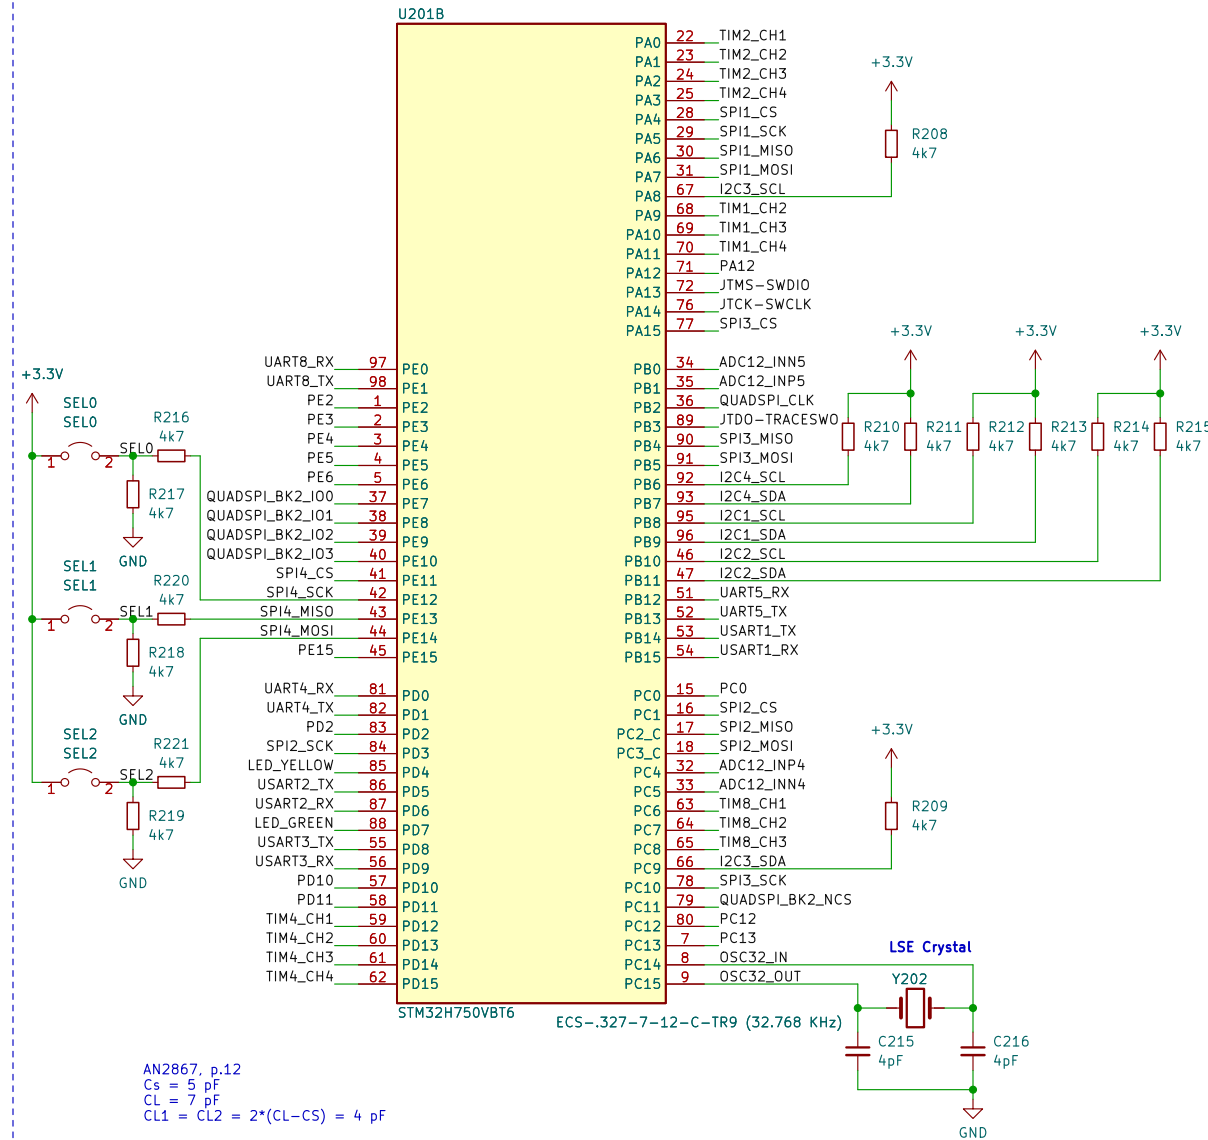 U201B
PA0 22 TIM2_CH1
PA1 23 TIM2_CH2
PA2 24 TIM2_CH3
PA3 25 TIM2_CH4
PA4 28 SPI1_CS
PA5 29 SPI1_SCK
PA6 30 SPI1_MISO
PA7 31 SPI1_MOSI
PA8 67 I2C3_SCL
PA9 68 TIM1_CH2
PA10 69 TIM1_CH3
PA11 70 TIM1_CH4
PA12 71 PA12
PA13 72 JTMS-SWDIO
PA14 76 JTCK-SWCLK
PA15 77 SPI3_CS
+3.3V
R208
4k7
PB0 34 ADC12_INN5
PB1 35 ADC12_INP5
PB2 36 QUADSPI_CLK
PB3 89 JTDO-TRACESWO
PB4 90 SPI3_MISO
PB5 91 SPI3_MOSI
PB6 92 I2C4_SCL
PB7 93 I2C4_SDA
PB8 95 I2C1_SCL
PB9 96 I2C1_SDA
PB10 46 I2C2_SCL
PB11 47 I2C2_SDA
PB12 51 UART5_RX
PB13 52 UART5_TX
PB14 53 USART1_TX
PB15 54 USART1_RX
+3.3V +3.3V +3.3V
R210 R211 R212 R213 R214 R215
4k7 4k7 4k7 4k7 4k7 4k7
PC0 15 PC0
PC1 16 SPI2_CS
PC2_C 17 SPI2_MISO
PC3_C 18 SPI2_MOSI
PC4 32 ADC12_INP4
PC5 33 ADC12_INN4
PC6 63 TIM8_CH1
PC7 64 TIM8_CH2
PC8 65 TIM8_CH3
PC9 66 I2C3_SDA
PC10 78 SPI3_SCK
PC11 79 QUADSPI_BK2_NCS
PC12 80 PC12
PC13 7 PC13
PC14 8 OSC32_IN
PC15 9 OSC32_OUT
+3.3V
R209
4k7
UART8_RX 97 PE0
UART8_TX 98 PE1
PE2 1 PE2
PE3 2 PE3
PE4 3 PE4
PE5 4 PE5
PE6 5 PE6
QUADSPI_BK2_IO0 37 PE7
QUADSPI_BK2_IO1 38 PE8
QUADSPI_BK2_IO2 39 PE9
QUADSPI_BK2_IO3 40 PE10
SPI4_CS 41 PE11
SPI4_SCK 42 PE12
SPI4_MISO 43 PE13
SPI4_MOSI 44 PE14
PE15 45 PE15
UART4_RX 81 PD0
UART4_TX 82 PD1
PD2 83 PD2
SPI2_SCK 84 PD3
LED_YELLOW 85 PD4
USART2_TX 86 PD5
USART2_RX 87 PD6
LED_GREEN 88 PD7
USART3_TX 55 PD8
USART3_RX 56 PD9
PD10 57 PD10
PD11 58 PD11
TIM4_CH1 59 PD12
TIM4_CH2 60 PD13
TIM4_CH3 61 PD14
TIM4_CH4 62 PD15
STM32H750VBT6
+3.3V
SEL0
SEL0
1 2 SEL0
R216
4k7
R217
4k7
GND
SEL1
SEL1
1 2 SEL1
R220
4k7
R218
4k7
GND
SEL2
SEL2
1 2 SEL2
R221
4k7
R219
4k7
GND
LSE Crystal
Y202
ECS-.327-7-12-C-TR9 (32.768 KHz)
C215
4pF
C216
4pF
GND
AN2867, p.12
Cs = 5 pF
CL = 7 pF
CL1 = CL2 = 2*(CL-CS) = 4 pF